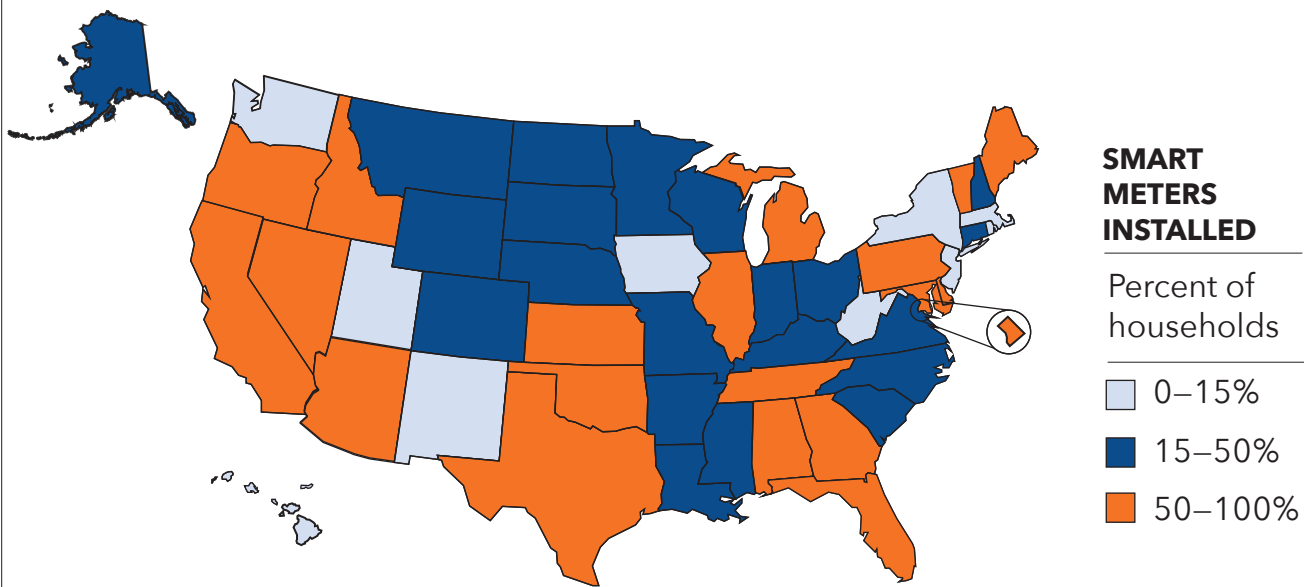 SMART
METERS
INSTALLED
Percent of
households
0–15%
15–50%
50–100%